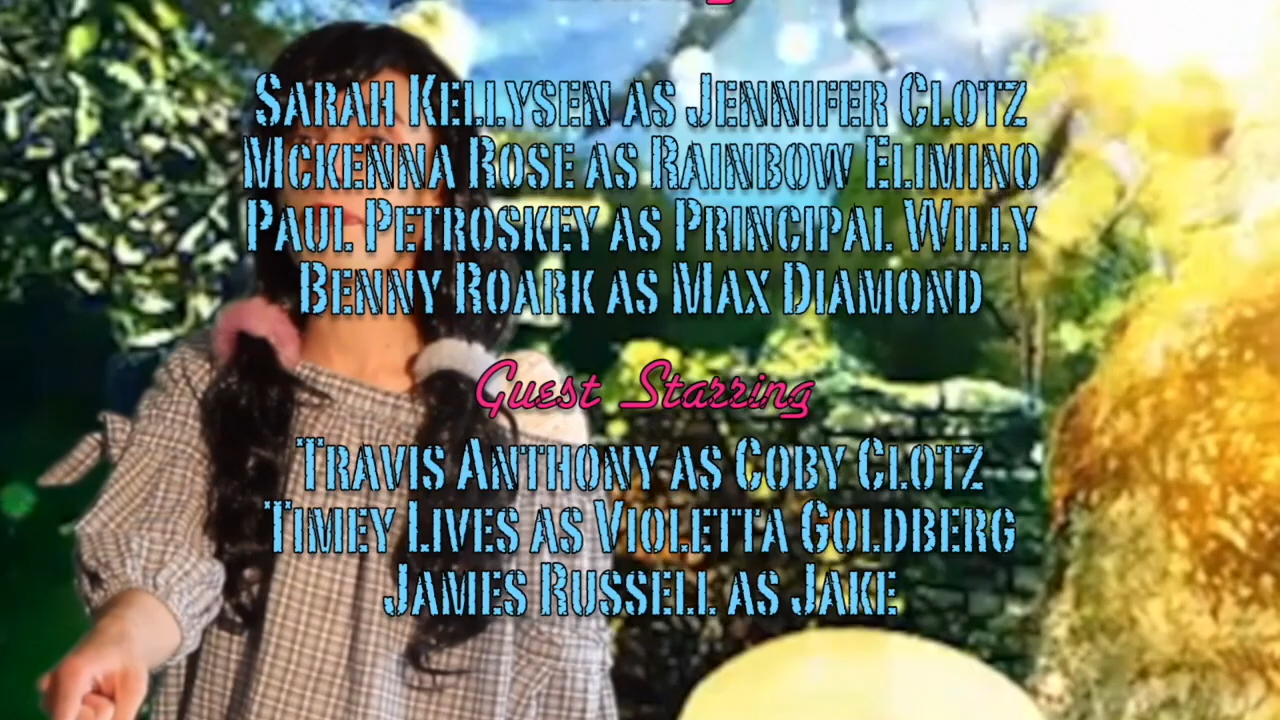 Sarah Kellysen as Jennifer Clotz
Mckenna Rose as Rainbow Elimino
Paul Petroskey as Principal Willy
Benny Roark as Max Diamond
Guest Starring
Travis Anthony as Coby Clotz
Timey Lives as Violetta Goldberg
James Russell as Jake